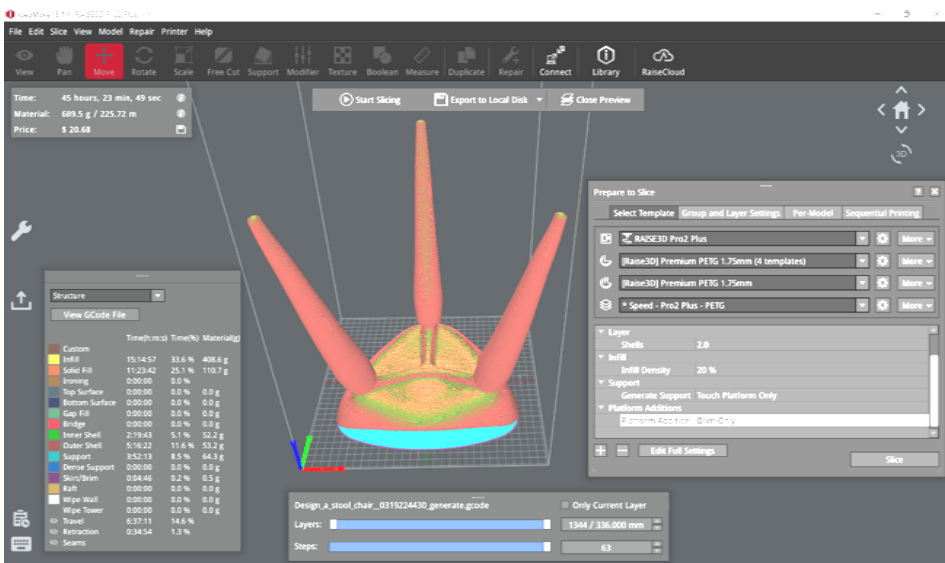 File Edit Slice View Model Repair Printer Help
View Pan Move Rotate Scale Free Cut Support Modifier Texture Boolean Measure Duplicate Repair Connect Library RaiseCloud
Time: 45 hours, 23 min, 49 sec
Material: 689.5 g / 225.72 m
Price: $ 20.68
Start Slicing Export to Local Disk Close Preview
3D
Prepare to Slice
Select Template Group and Layer Settings Per-Model Sequential Printing
RAISE3D Pro2 Plus More
[Raise3D] Premium PETG 1.75mm (4 templates) More
[Raise3D] Premium PETG 1.75mm More
* Speed - Pro2 Plus - PETG More
Layer
Shells 2.0
Infill
Infill Density 20 %
Support
Generate Support Touch Platform Only
Platform Additions
Platform Addition Brim Only
Edit Full Settings
Slice
Structure
View GCode File
Time(h:m:s) Time(%) Material(g)
Custom
Infill 15:14:57 33.6 % 408.6 g
Solid Fill 11:23:42 25.1 % 110.7 g
Ironing 0:00:00 0.0 %
Top Surface 0:00:00 0.0 % 0.0 g
Bottom Surface 0:00:00 0.0 % 0.0 g
Gap Fill 0:00:00 0.0 % 0.0 g
Bridge 0:00:00 0.0 % 0.0 g
Inner Shell 2:19:43 5.1 % 52.2 g
Outer Shell 5:16:22 11.6 % 53.2 g
Support 3:52:13 8.5 % 64.3 g
Dense Support 0:00:00 0.0 % 0.0 g
Skirt/Brim 0:04:46 0.2 % 0.5 g
Raft 0:00:00 0.0 % 0.0 g
Wipe Wall 0:00:00 0.0 % 0.0 g
Wipe Tower 0:00:00 0.0 % 0.0 g
Travel 6:37:11 14.6 %
Retraction 0:34:54 1.3 %
Seams
Design_a_stool_chair__0319224430_generate.gcode Only Current Layer
Layers: 1344 / 336.000 mm
Steps: 63